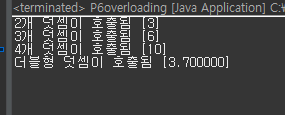 <terminated> P6overloading [Java Application] C:₩
2개 덧셈이 호출됨 [3]
3개 덧셈이 호출됨 [6]
4개 덧셈이 호출됨 [10]
더블형 덧셈이 호출됨 [3.700000]